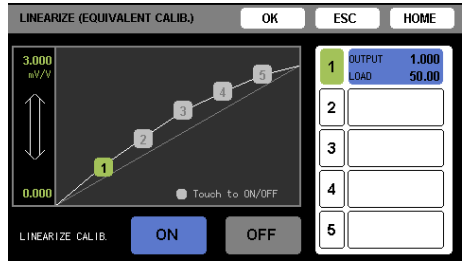 LINEARIZE (EQUIVALENT CALIB.) OK ESC HOME
3.000
mV/V
5
4
3
2
1
0.000
Touch to ON/OFF
LINEARIZE CALIB. ON OFF
1 OUTPUT 1.000
LOAD 50.00
2
3
4
5